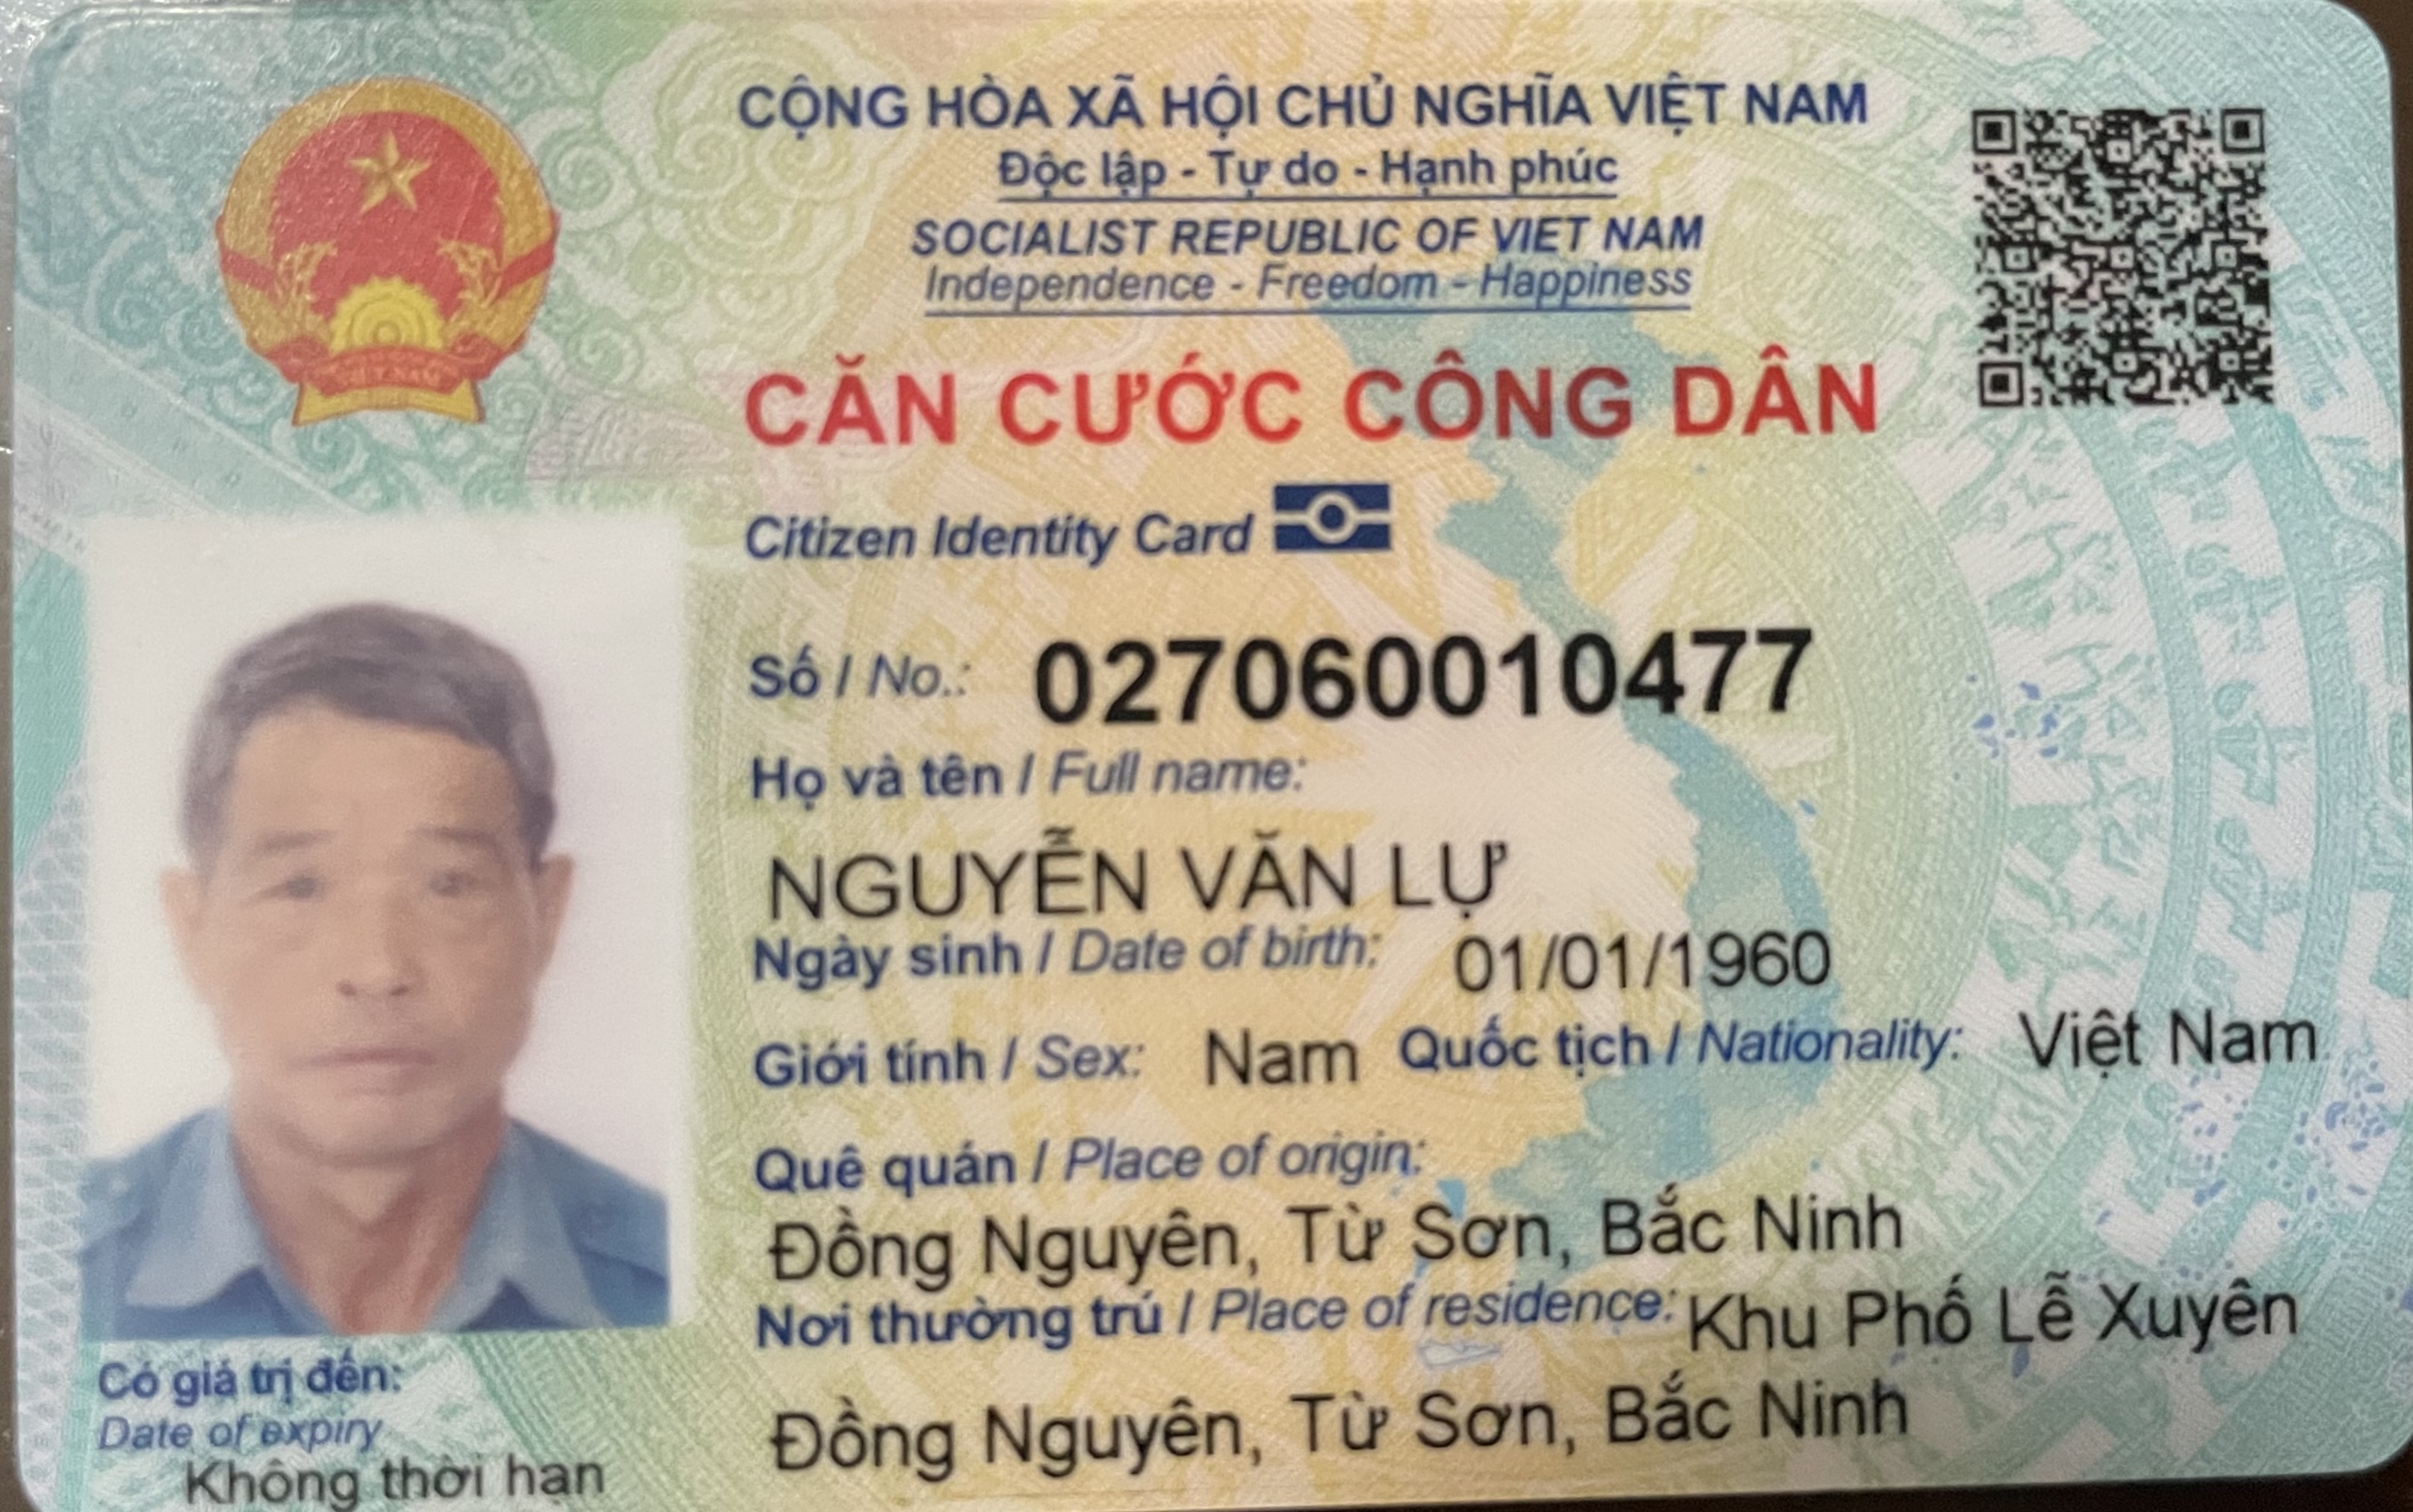 CỘNG HÒA XÃ HỘI CHỦ NGHĨA VIỆT NAM
Độc lập - Tự do - Hạnh phúc
SOCIALIST REPUBLIC OF VIET NAM
Independence - Freedom - Happiness
CĂN CƯỚC CÔNG DÂN
Citizen Identity Card
Số / No.: 027060010477
Họ và tên / Full name:
NGUYỄN VĂN LỰ
Ngày sinh / Date of birth: 01/01/1960
Giới tính / Sex: Nam Quốc tịch / Nationality: Việt Nam
Quê quán / Place of origin:
Đồng Nguyên, Từ Sơn, Bắc Ninh
Nơi thường trú / Place of residence: Khu Phố Lễ Xuyên
Đồng Nguyên, Từ Sơn, Bắc Ninh
Có giá trị đến:
Date of expiry
Không thời hạn